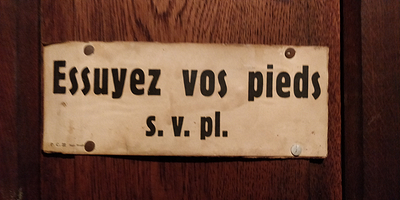 Essuyez vos pieds
s. v. pl.